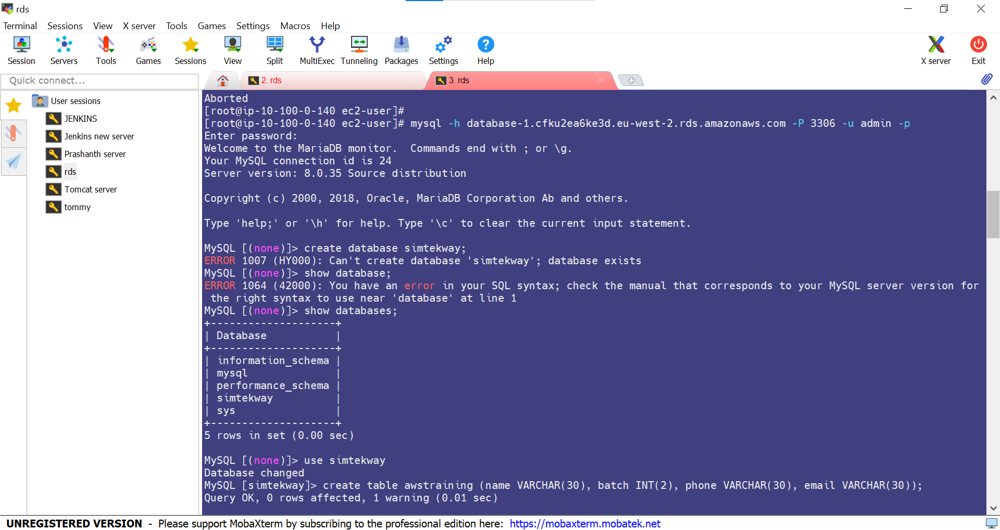 rds
Terminal Sessions View X server Tools Games Settings Macros Help
Session Servers Tools Games Sessions View Split MultiExec Tunneling Packages Settings Help X server Exit
Quick connect...
2. rds
3. rds
User sessions
JENKINS
Jenkins new server
Prashanth server
rds
Tomcat server
tommy
Aborted
[root@ip-10-100-0-140 ec2-user]#
[root@ip-10-100-0-140 ec2-user]# mysql -h database-1.cfku2ea6ke3d.eu-west-2.rds.amazonaws.com -P 3306 -u admin -p
Enter password:
Welcome to the MariaDB monitor.  Commands end with ; or \g.
Your MySQL connection id is 24
Server version: 8.0.35 Source distribution
Copyright (c) 2000, 2018, Oracle, MariaDB Corporation Ab and others.
Type 'help;' or '\h' for help. Type '\c' to clear the current input statement.
MySQL [(none)]> create database simtekway;
ERROR 1007 (HY000): Can't create database 'simtekway'; database exists
MySQL [(none)]> show database;
ERROR 1064 (42000): You have an error in your SQL syntax; check the manual that corresponds to your MySQL server version for
the right syntax to use near 'database' at line 1
MySQL [(none)]> show databases;
+--------------------+
| Database           |
+--------------------+
| information_schema |
| mysql              |
| performance_schema |
| simtekway          |
| sys                |
+--------------------+
5 rows in set (0.00 sec)
MySQL [(none)]> use simtekway
Database changed
MySQL [simtekway]> create table awstraining (name VARCHAR(30), batch INT(2), phone VARCHAR(30), email VARCHAR(30));
Query OK, 0 rows affected, 1 warning (0.01 sec)
UNREGISTERED VERSION - Please support MobaXterm by subscribing to the professional edition here: https://mobaxterm.mobatek.net